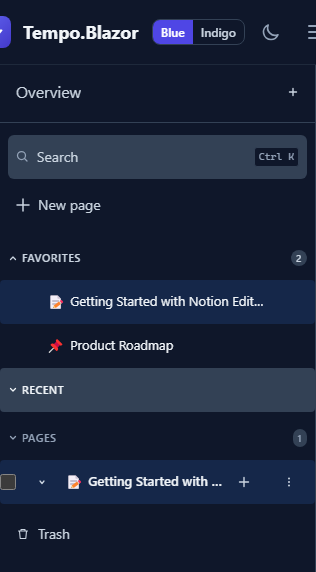 Tempo.Blazor
Blue Indigo
Overview
Search Ctrl K
New page
FAVORITES 2
Getting Started with Notion Edit...
Product Roadmap
RECENT
PAGES 1
Getting Started with ...
Trash